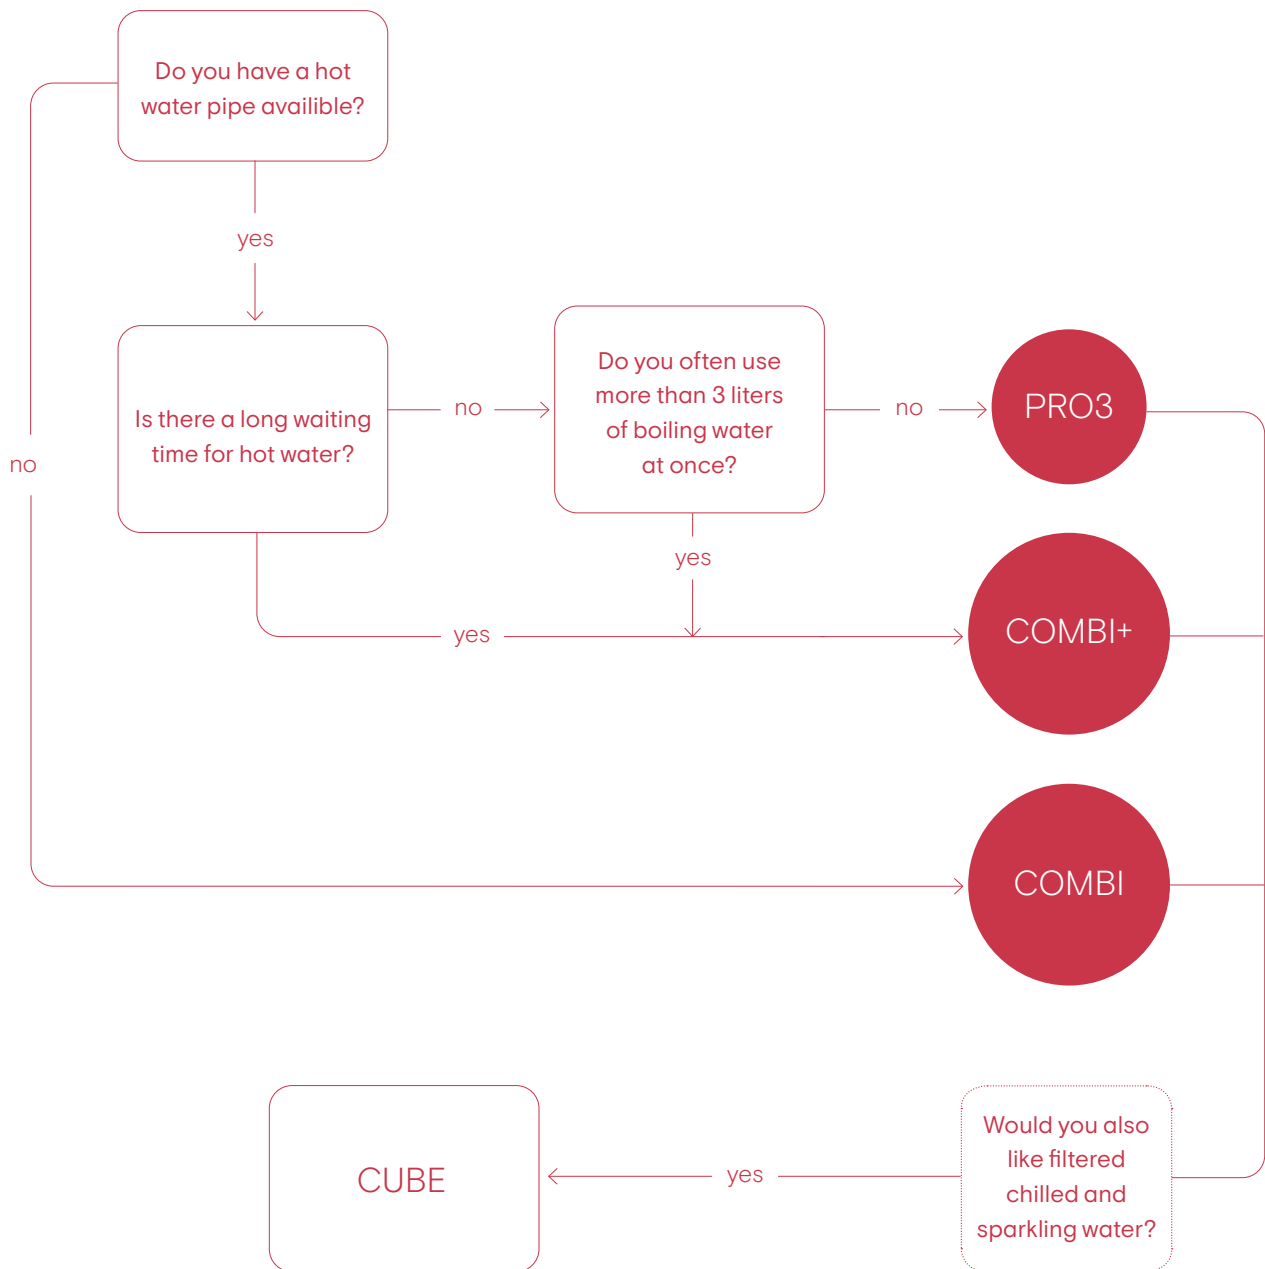 Do you have a hot
water pipe availible?
yes
no
Is there a long waiting
time for hot water?
no
Do you often use
more than 3 liters
of boiling water
at once?
no
PRO3
yes
yes
COMBI+
COMBI
Would you also
like filtered
chilled and
sparkling water?
yes
CUBE